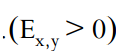 .(Eₓ,ᵧ > 0)